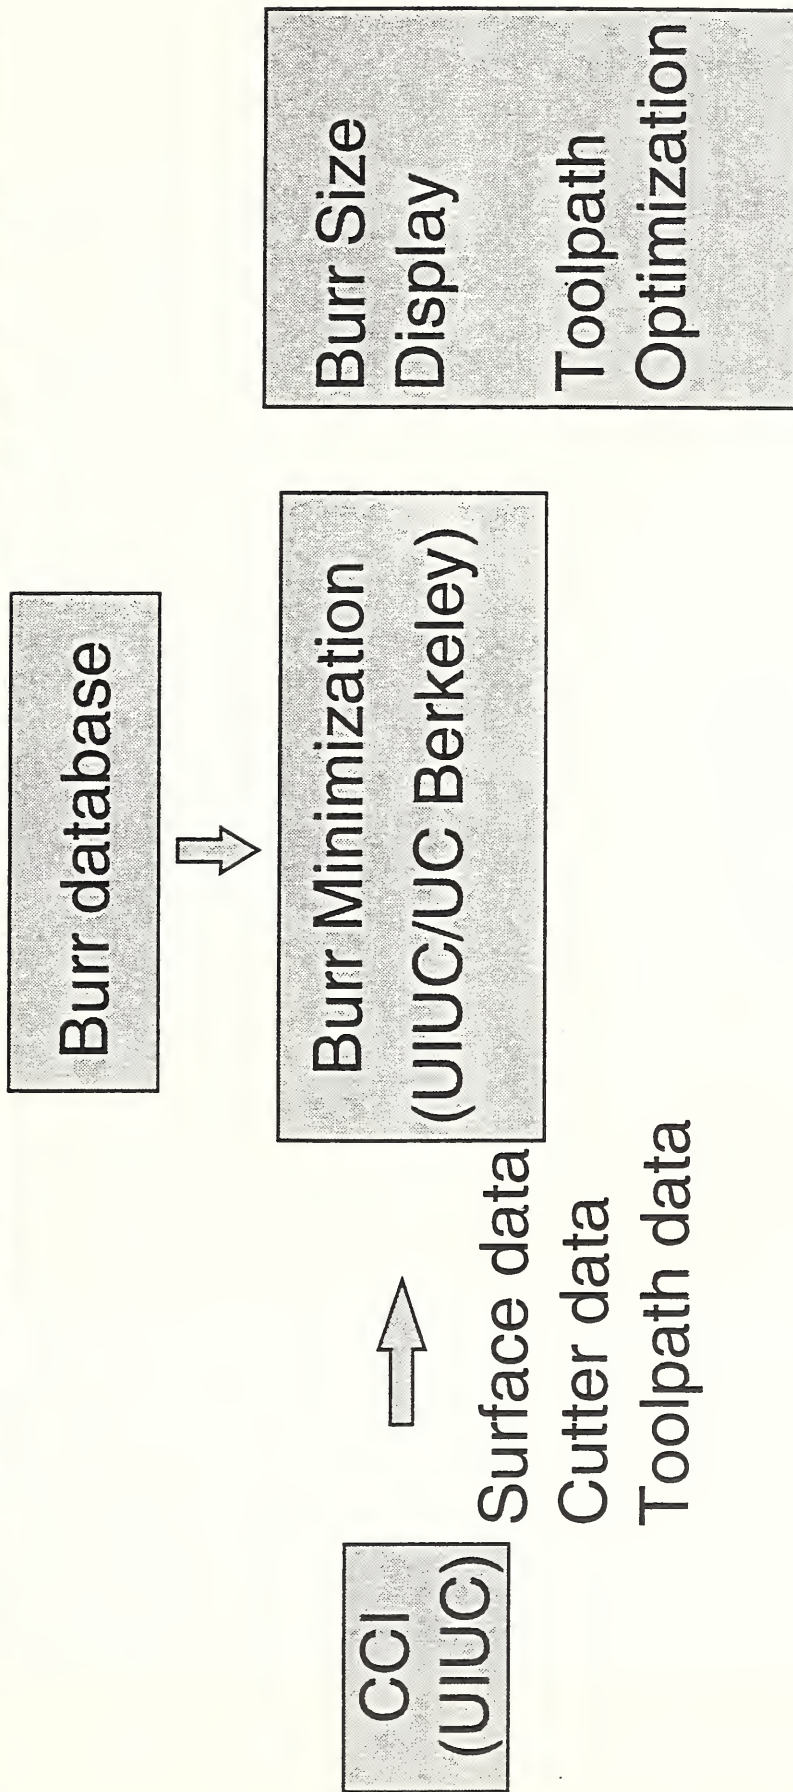 Burr database
CCI
(UIUC)
Surface data
Cutter data
Toolpath data
Burr Minimization
(UIUC/UC Berkeley)
Burr Size
Display
Toolpath
Optimization